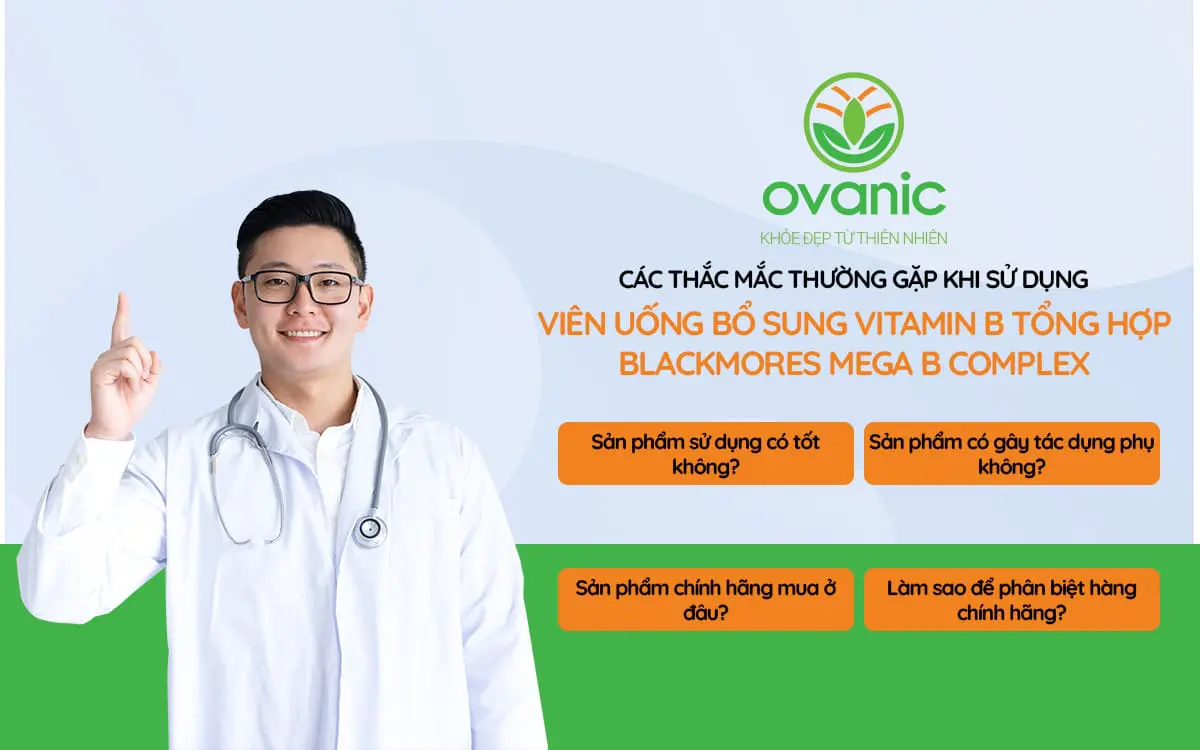 ovanic
KHỎE ĐẸP TỪ THIÊN NHIÊN
CÁC THẮC MẮC THƯỜNG GẶP KHI SỬ DỤNG
VIÊN UỐNG BỔ SUNG VITAMIN B TỔNG HỢP
BLACKMORES MEGA B COMPLEX
Sản phẩm sử dụng có tốt
không?
Sản phẩm có gây tác dụng phụ
không?
Sản phẩm chính hãng mua ở
đâu?
Làm sao để phân biệt hàng
chính hãng?